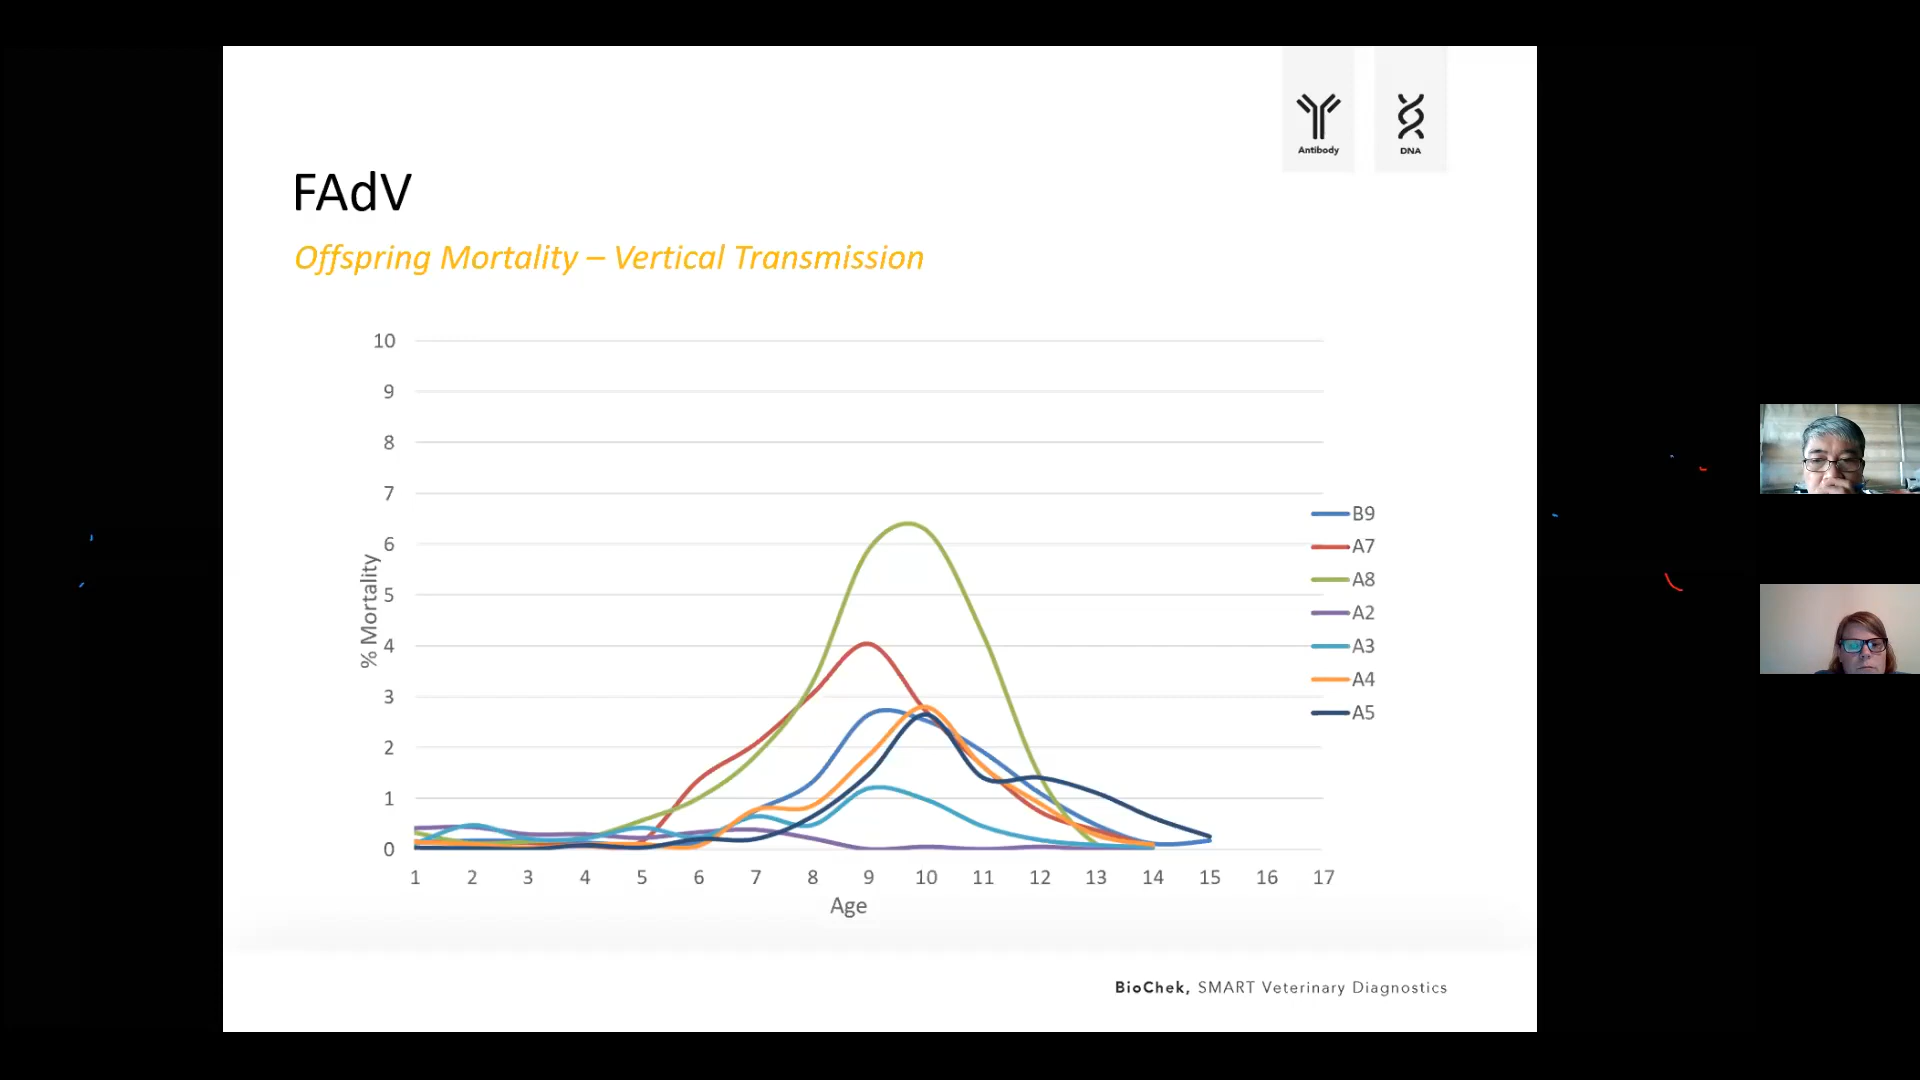 Antibody
DNA
FAdV
Offspring Mortality – Vertical Transmission
10
9
8
7
6
5
4
3
2
1
0
% Mortality
1 2 3 4 5 6 7 8 9 10 11 12 13 14 15 16 17
Age
B9
A7
A8
A2
A3
A4
A5
BioChek, SMART Veterinary Diagnostics